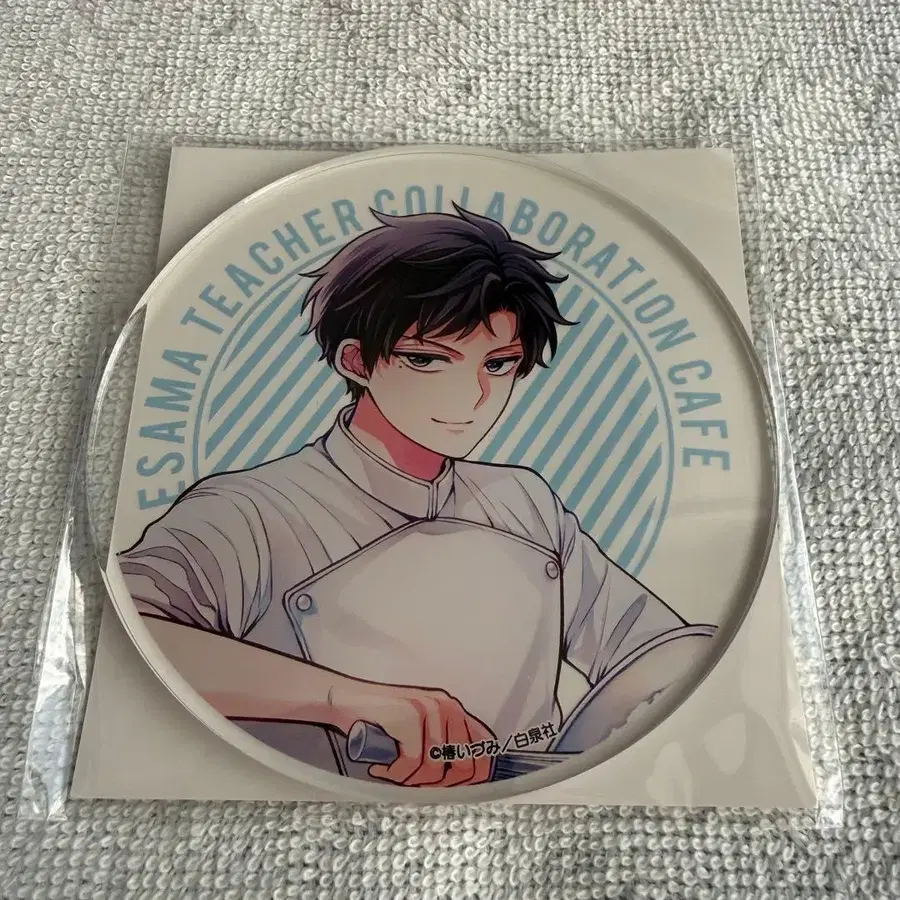 ESAMA TEACHER COLLABORATION CAFE
©椿いづみ／白泉社